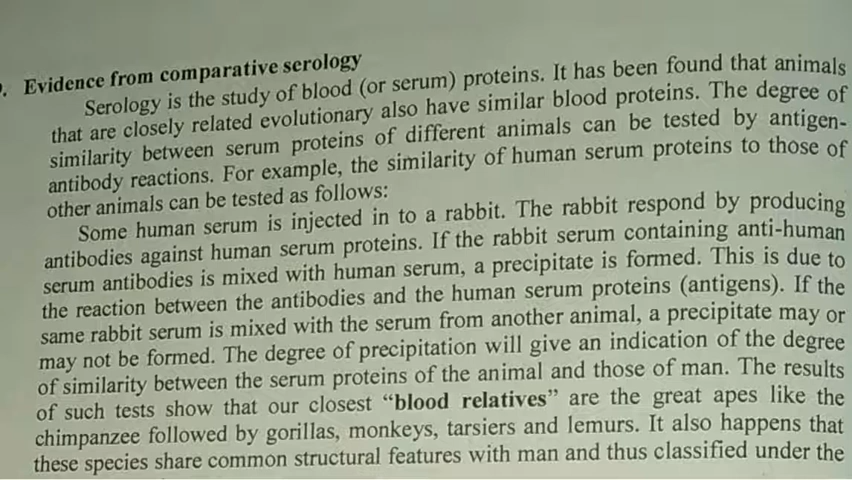 . Evidence from comparative serology
Serology is the study of blood (or serum) proteins. It has been found that animals
that are closely related evolutionary also have similar blood proteins. The degree of
similarity between serum proteins of different animals can be tested by antigen-
antibody reactions. For example, the similarity of human serum proteins to those of
other animals can be tested as follows:
Some human serum is injected in to a rabbit. The rabbit respond by producing
antibodies against human serum proteins. If the rabbit serum containing anti-human
serum antibodies is mixed with human serum, a precipitate is formed. This is due to
the reaction between the antibodies and the human serum proteins (antigens). If the
same rabbit serum is mixed with the serum from another animal, a precipitate may or
may not be formed. The degree of precipitation will give an indication of the degree
of similarity between the serum proteins of the animal and those of man. The results
of such tests show that our closest “blood relatives” are the great apes like the
chimpanzee followed by gorillas, monkeys, tarsiers and lemurs. It also happens that
these species share common structural features with man and thus classified under the